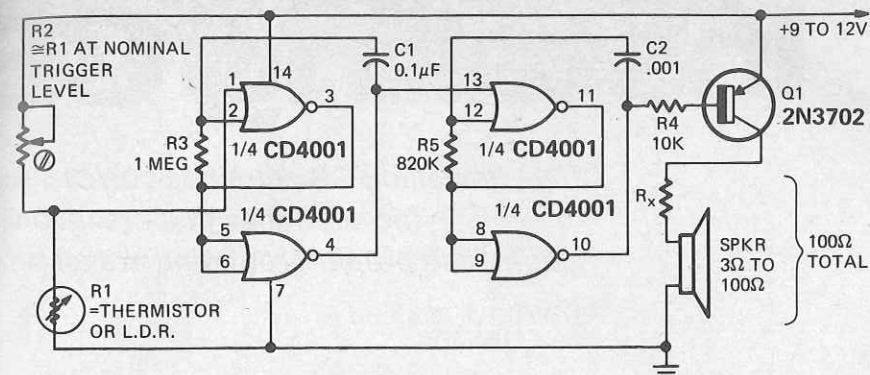 R2
≅R1 AT NOMINAL
TRIGGER
LEVEL
+9 TO 12V
C1
0.1µF
C2
.001
1
14
2
3
13
12
11
Q1
2N3702
R3
1 MEG
1/4 CD4001
R5
820K
1/4 CD4001
R4
10K
1/4 CD4001
1/4 CD4001
5
6
4
8
9
10
7
Rx
SPKR
3Ω TO
100Ω
100Ω
TOTAL
R1
=THERMISTOR
OR L.D.R.